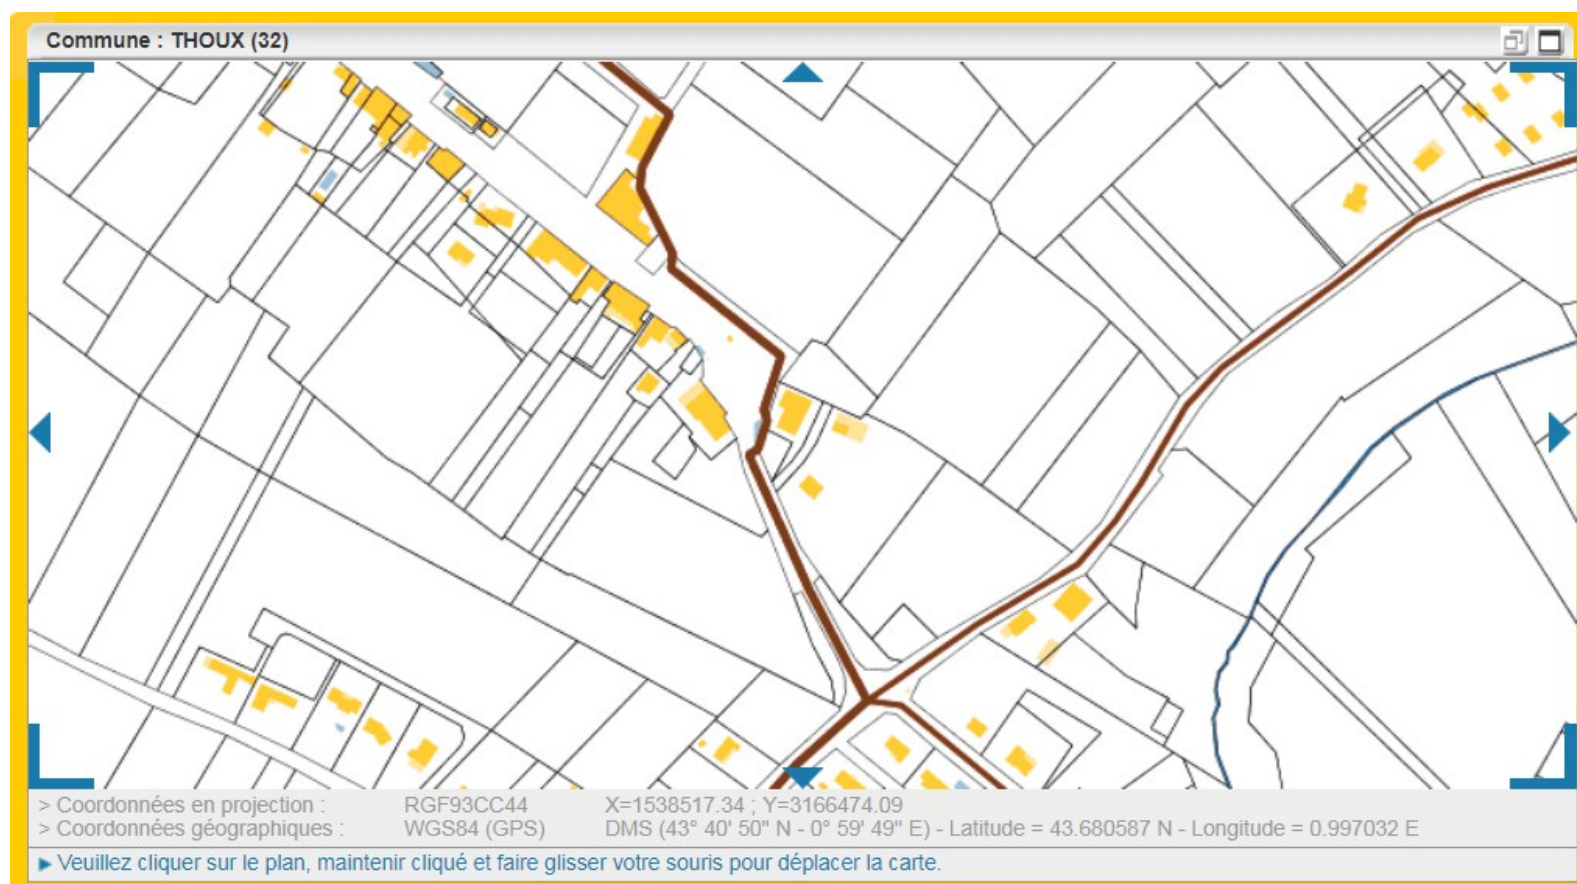 Commune : THOUX (32)
> Coordonnées en projection : RGF93CC44 X=1538517.34 ; Y=3166474.09
> Coordonnées géographiques : WGS84 (GPS) DMS (43° 40' 50" N - 0° 59' 49" E) - Latitude = 43.680587 N - Longitude = 0.997032 E
Veuillez cliquer sur le plan, maintenir cliqué et faire glisser votre souris pour déplacer la carte.